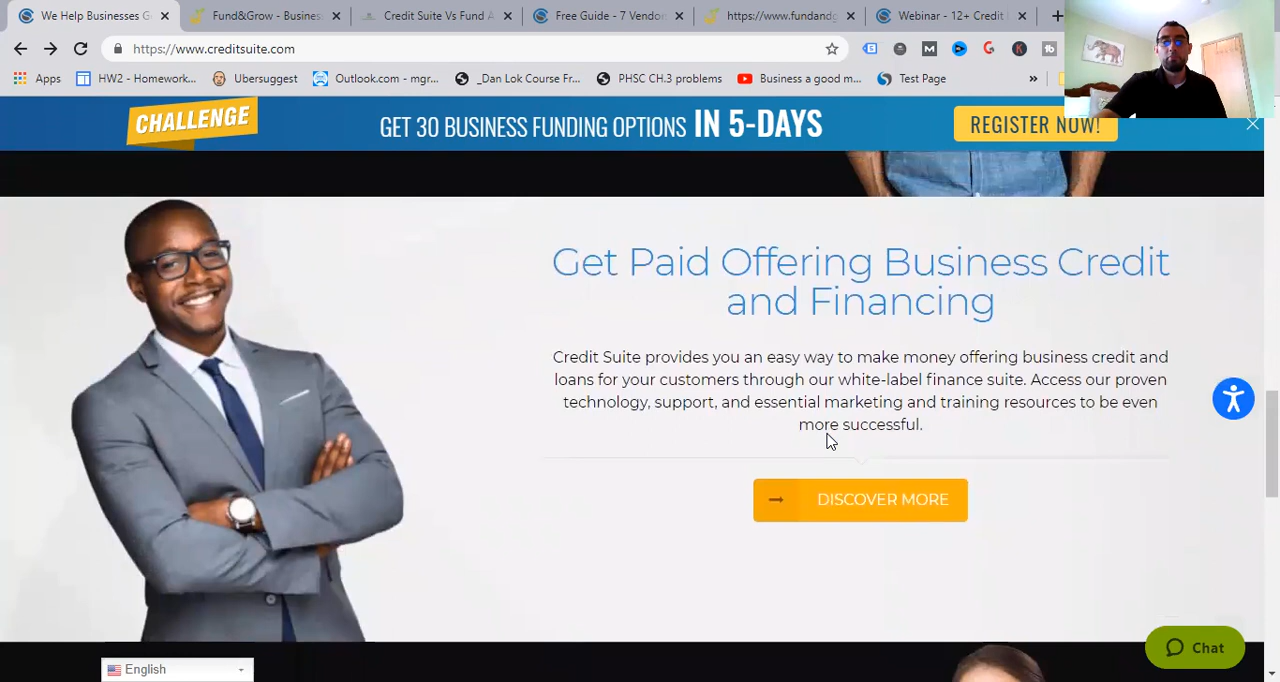 We Help Businesses G
Fund&Grow - Business
Credit Suite Vs Fund A
Free Guide - 7 Vendor
https://www.fundandg
Webinar - 12+ Credit
https://www.creditsuite.com
Apps
HW2 - Homework...
Ubersuggest
Outlook.com - mgr...
_Dan Lok Course Fr...
PHSC CH.3 problems
Business a good m...
Test Page
»
CHALLENGE
GET 30 BUSINESS FUNDING OPTIONS IN 5-DAYS
REGISTER NOW!
Get Paid Offering Business Credit
and Financing
Credit Suite provides you an easy way to make money offering business credit and
loans for your customers through our white-label finance suite. Access our proven
technology, support, and essential marketing and training resources to be even
more successful.
DISCOVER MORE
Chat
English